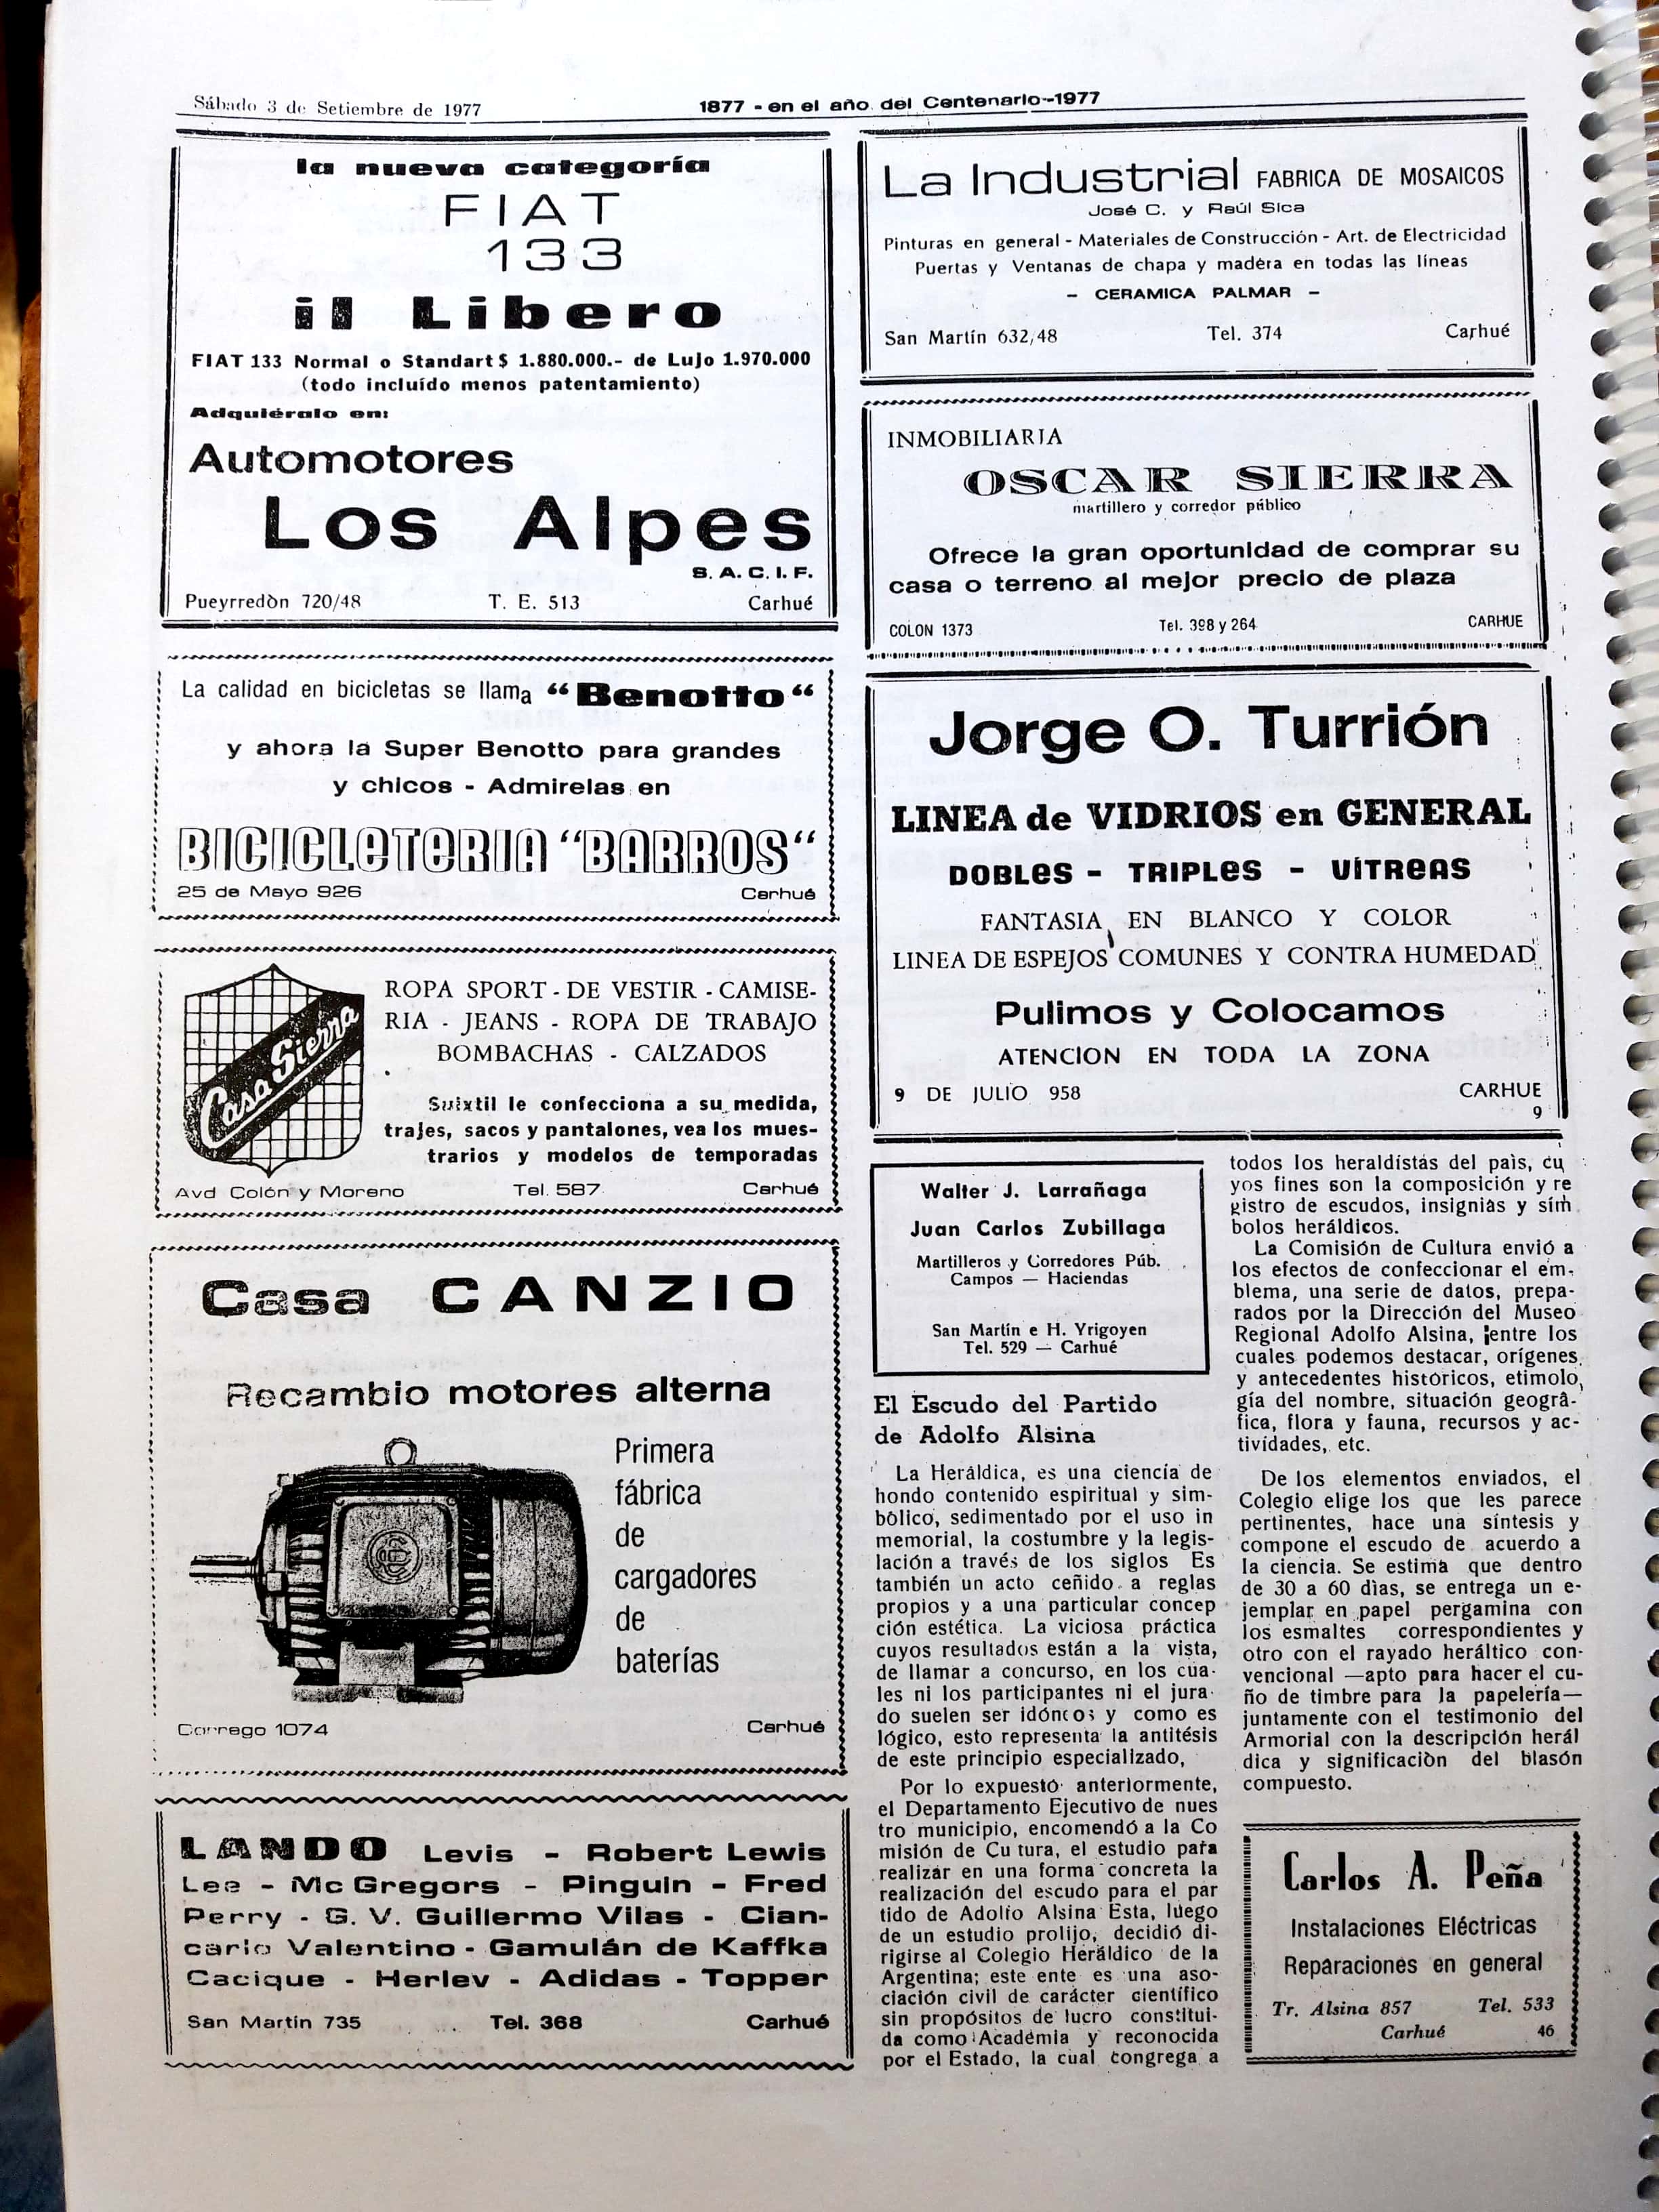 Sábado 3 de Setiembre de 1977
1877 - en el año del Centenario--1977
la nueva categoría
FIAT
133
il Libero
FIAT 133 Normal o Standart $ 1.880.000.- de Lujo 1.970.000
(todo incluído menos patentamiento)
Adquiéralo en:
Automotores
Los Alpes
S. A. C. I. F.
Pueyrredòn 720/48 T. E. 513 Carhué
La calidad en bicicletas se llama “Benotto“
y ahora la Super Benotto para grandes
y chicos - Admirelas en
BICICLETERIA “BARROS“
25 de Mayo 926 Carhué
Casa Sierra
ROPA SPORT - DE VESTIR - CAMISE-
RIA - JEANS - ROPA DE TRABAJO
BOMBACHAS - CALZADOS
Suixtil le confecciona a su medida,
trajes, sacos y pantalones, vea los mues-
trarios y modelos de temporadas
Avd Colón y Moreno Tel. 587 Carhué
Casa CANZIO
Recambio motores alterna
Primera
fábrica
de
cargadores
de
baterías
Dorrego 1074 Carhué
LANDO Levis - Robert Lewis
Lee - Mc Gregors - Pinguin - Fred
Perry - G. V. Guillermo Vilas - Cian-
carlo Valentino - Gamulán de Kaffka
Cacique - Herlev - Adidas - Topper
San Martín 735 Tel. 368 Carhué
La Industrial FABRICA DE MOSAICOS
José C. y Raúl Sica
Pinturas en general - Materiales de Construcción - Art. de Electricidad
Puertas y Ventanas de chapa y madera en todas las líneas
- CERAMICA PALMAR -
San Martín 632/48 Tel. 374 Carhué
INMOBILIARIA
OSCAR SIERRA
martillero y corredor público
Ofrece la gran oportunidad de comprar su
casa o terreno al mejor precio de plaza
COLON 1373 Tel. 398 y 264 CARHUE
Jorge O. Turrión
LINEA de VIDRIOS en GENERAL
DOBLES - TRIPLES - VÍTREAS
FANTASIA EN BLANCO Y COLOR
LINEA DE ESPEJOS COMUNES Y CONTRA HUMEDAD
Pulimos y Colocamos
ATENCION EN TODA LA ZONA
9 DE JULIO 958 CARHUE
9
Walter J. Larrañaga
Juan Carlos Zubillaga
Martilleros y Corredores Púb.
Campos — Haciendas
San Martín e H. Yrigoyen
Tel. 529 — Carhué
El Escudo del Partido
de Adolfo Alsina
La Heráldica, es una ciencía de
hondo contenido espiritual y sim-
bólico, sedimentado por el uso in
memorial, la costumbre y la legis-
lación a través de los siglos Es
también un acto ceñido a reglas
propios y a una particular concep
ción estética. La viciosa práctica
cuyos resultados están a la vista,
de llamar a concurso, en los cua-
les ni los participantes ni el jura-
do suelen ser idóneos y como es
lógico, esto representa la antitésis
de este principio especializado,
Por lo expuesto anteriormente,
el Departamento Ejecutivo de nues
tro municipio, encomendó a la Co
misión de Cu tura, el estudio para
realizar en una forma concreta la
realización del escudo para el par
tido de Adolfo Alsina Esta, luego
de un estudio prolijo, decidió di-
rigirse al Colegio Heráldico de la
Argentina; este ente es una aso-
ciación civil de carácter científico
sin propósitos de lucro constitui-
da como Académia y reconocida
por el Estado, la cual congrega a
todos los heraldístas del paìs, cu
yos fines son la composición y re
gistro de escudos, insignias y sim
bolos heráldicos.
La Comisión de Cultura envió a
los efectos de confeccionar el em-
blema, una serie de datos, prepa-
rados por la Dirección del Museo
Regional Adolfo Alsina, entre los
cuales podemos destacar, orígenes
y antecedentes históricos, etimolo
gía del nombre, situación geográ-
fica, flora y fauna, recursos y ac-
tividades, etc.
De los elementos enviados, el
Colegio elige los que les parece
pertinentes, hace una síntesis y
compone el escudo de acuerdo a
la ciencia. Se estima que dentro
de 30 a 60 dìas, se entrega un e-
jemplar en papel pergamina con
los esmaltes correspondientes y
otro con el rayado heráltico con-
vencional —apto para hacer el cu-
ño de timbre para la papelería—
juntamente con el testimonio del
Armorial con la descripción herál
dica y significaciòn del blasón
compuesto.
Carlos A. Peña
Instalaciones Eléctricas
Reparaciones en general
Tr. Alsina 857 Tel. 533
Carhué 46